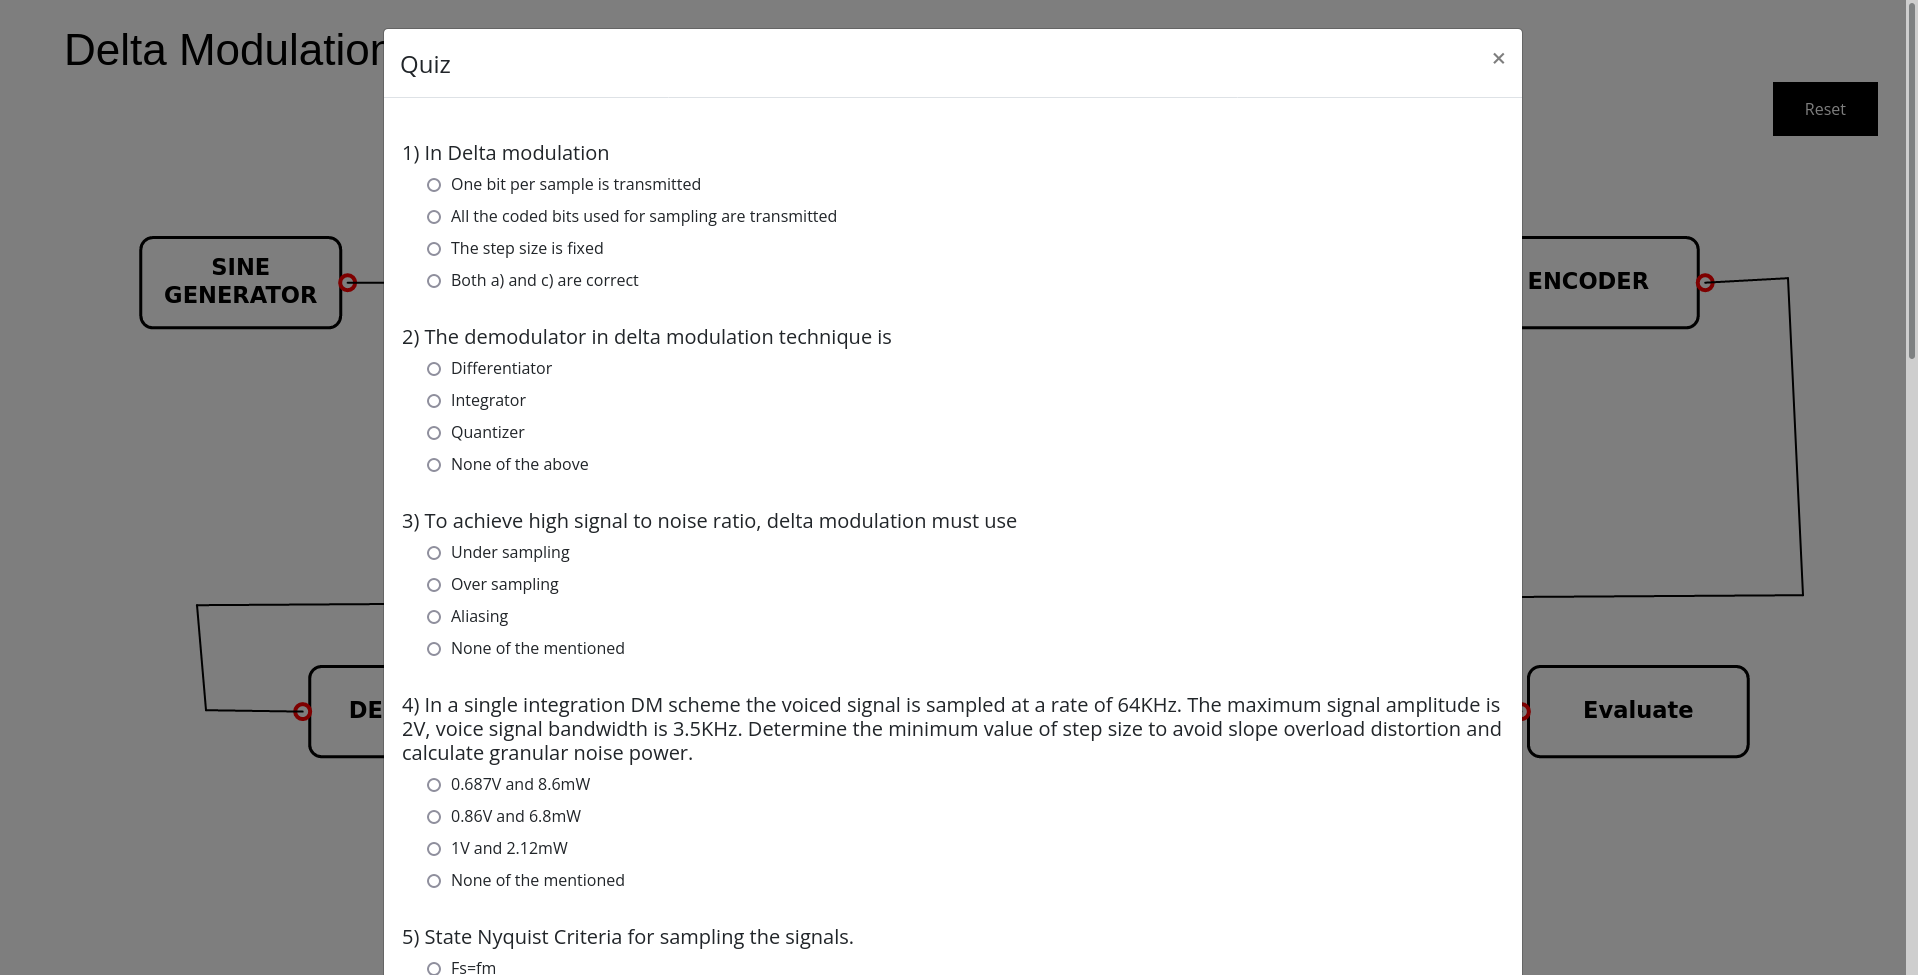 Delta Modulation
Quiz
×
Reset
1) In Delta modulation
One bit per sample is transmitted
All the coded bits used for sampling are transmitted
The step size is fixed
Both a) and c) are correct
SINE
GENERATOR
ENCODER
2) The demodulator in delta modulation technique is
Differentiator
Integrator
Quantizer
None of the above
3) To achieve high signal to noise ratio, delta modulation must use
Under sampling
Over sampling
Aliasing
None of the mentioned
DE
Evaluate
4) In a single integration DM scheme the voiced signal is sampled at a rate of 64KHz. The maximum signal amplitude is
2V, voice signal bandwidth is 3.5KHz. Determine the minimum value of step size to avoid slope overload distortion and
calculate granular noise power.
0.687V and 8.6mW
0.86V and 6.8mW
1V and 2.12mW
None of the mentioned
5) State Nyquist Criteria for sampling the signals.
Fs=fm